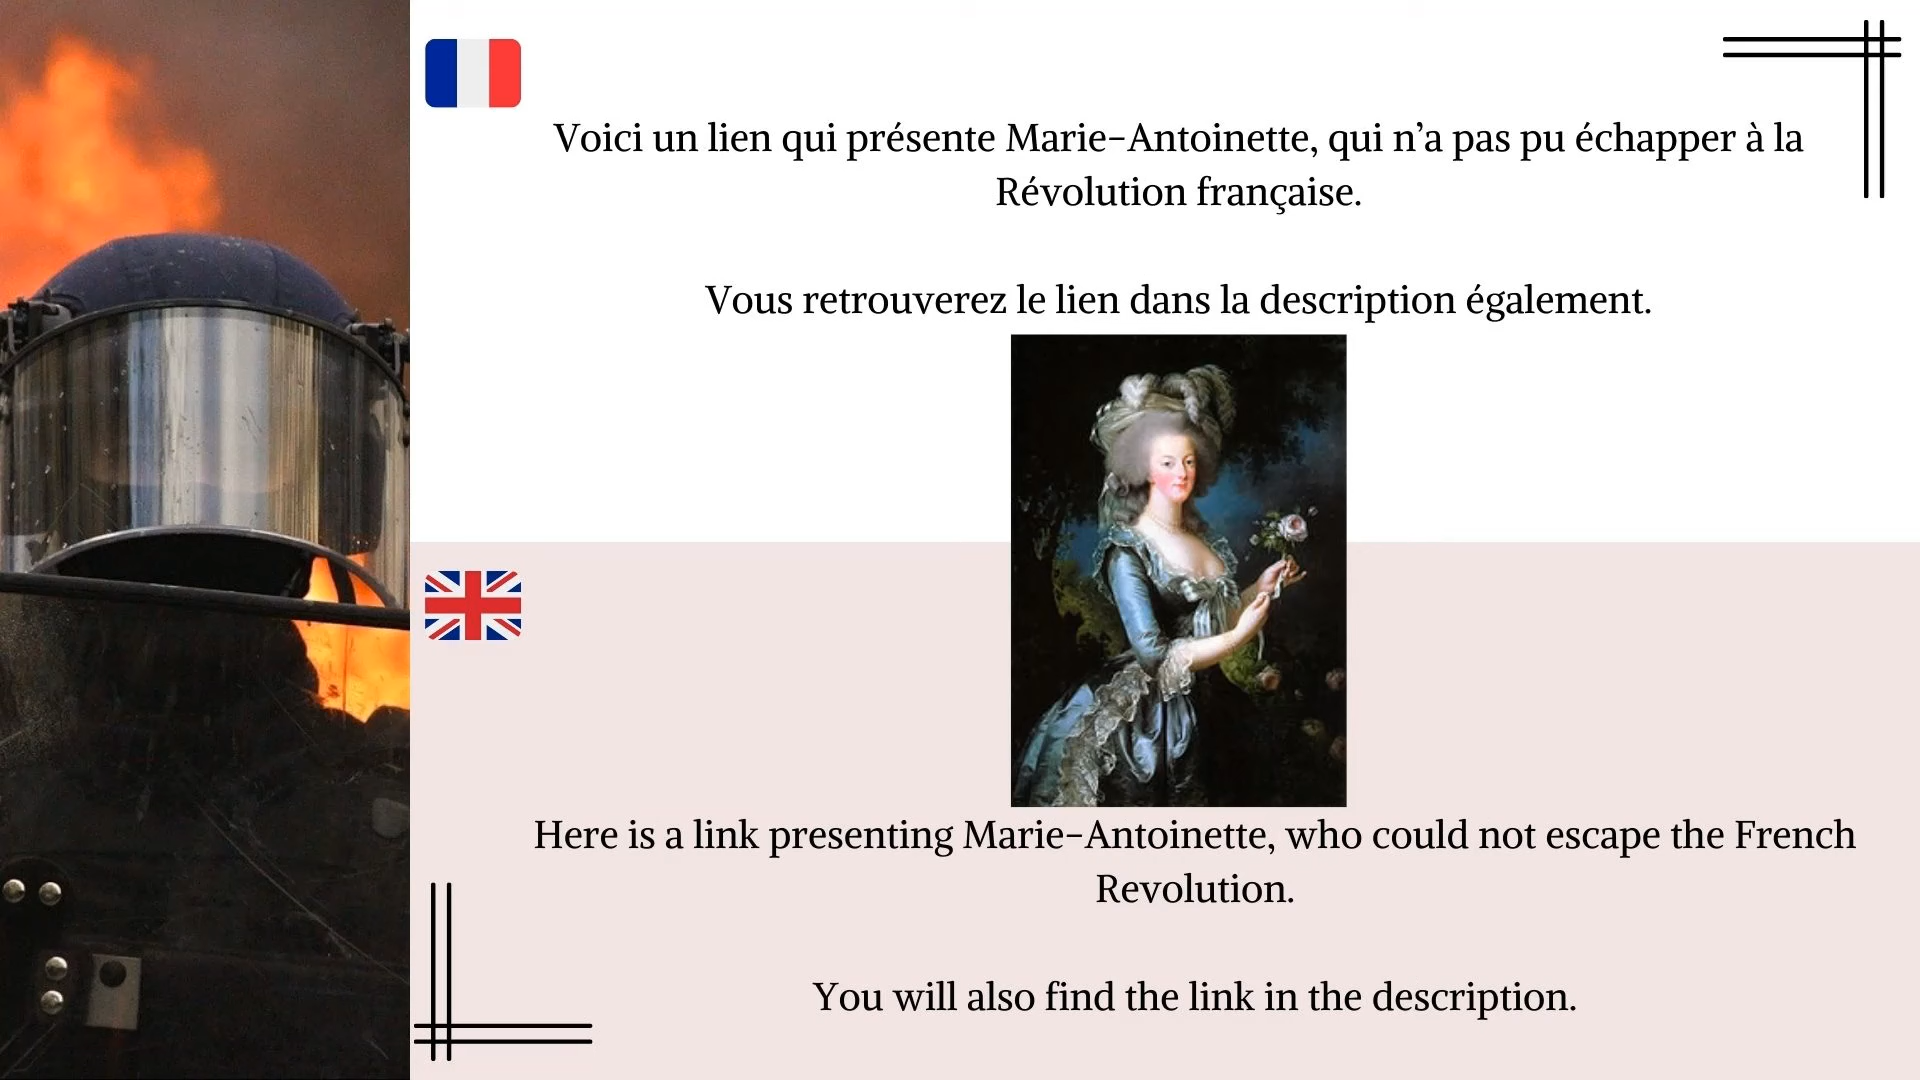 Voici un lien qui présente Marie-Antoinette, qui n’a pas pu échapper à la
Révolution française.
Vous retrouverez le lien dans la description également.
Here is a link presenting Marie-Antoinette, who could not escape the French
Revolution.
You will also find the link in the description.